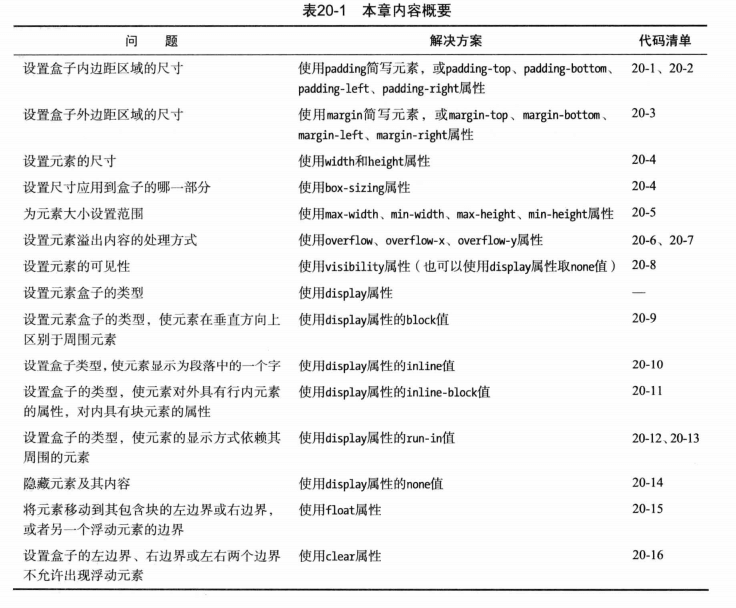 表20-1 本章内容概要
问 题 解决方案 代码清单
设置盒子内边距区域的尺寸 使用padding简写元素，或padding-top、padding-bottom、 20-1、20-2
padding-left、padding-right属性
设置盒子外边距区域的尺寸 使用margin简写元素，或margin-top、margin-bottom、 20-3
margin-left、margin-right属性
设置元素的尺寸 使用width和height属性 20-4
设置尺寸应用到盒子的哪一部分 使用box-sizing属性 20-4
为元素大小设置范围 使用max-width、min-width、max-height、min-height属性 20-5
设置元素溢出内容的处理方式 使用overflow、overflow-x、overflow-y属性 20-6、20-7
设置元素的可见性 使用visibility属性（也可以使用display属性取none值） 20-8
设置元素盒子的类型 使用display属性 —
设置元素盒子的类型，使元素在垂直方向上 使用display属性的block值 20-9
区别于周围元素
设置盒子类型，使元素显示为段落中的一个字 使用display属性的inline值 20-10
设置盒子的类型，使元素对外具有行内元素 使用display属性的inline-block值 20-11
的属性，对内具有块元素的属性
设置盒子的类型，使元素的显示方式依赖其 使用display属性的run-in值 20-12、20-13
周围的元素
隐藏元素及其内容 使用display属性的none值 20-14
将元素移动到其包含块的左边界或右边界， 使用float属性 20-15
或者另一个浮动元素的边界
设置盒子的左边界、右边界或左右两个边界 使用clear属性 20-16
不允许出现浮动元素